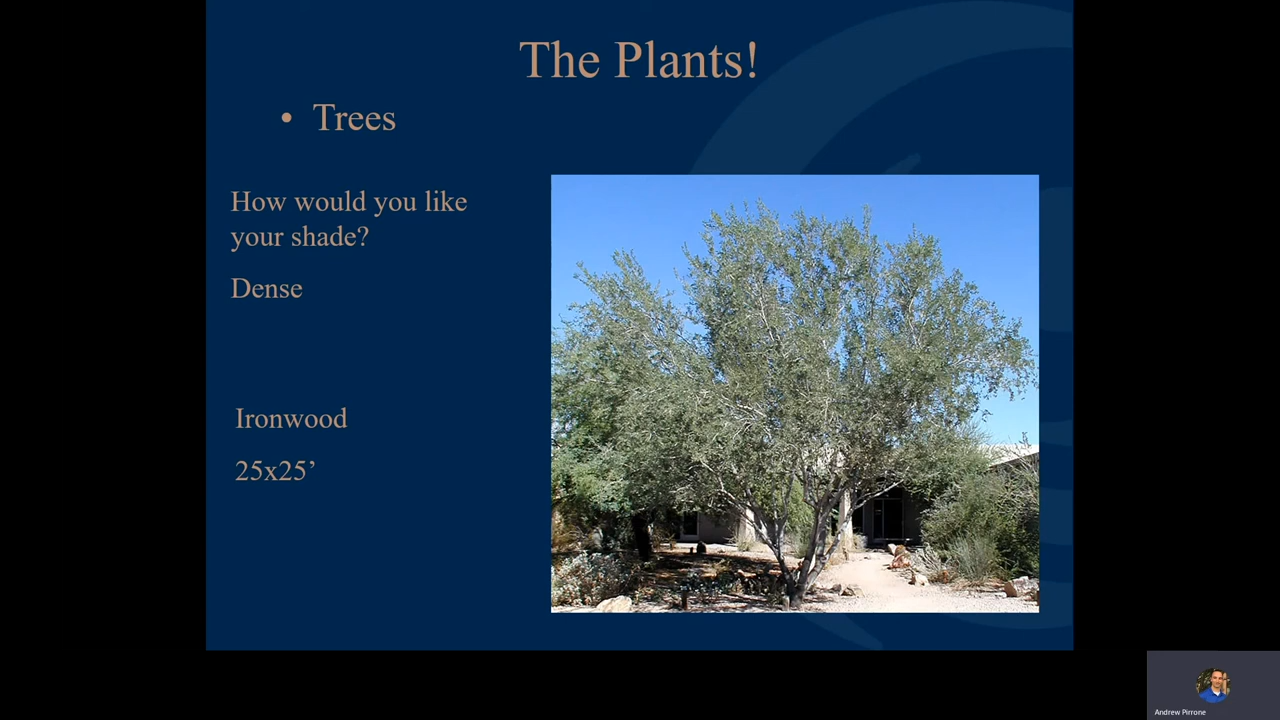 The Plants!
• Trees
How would you like
your shade?
Dense
Ironwood
25x25’
Andrew Pirrone